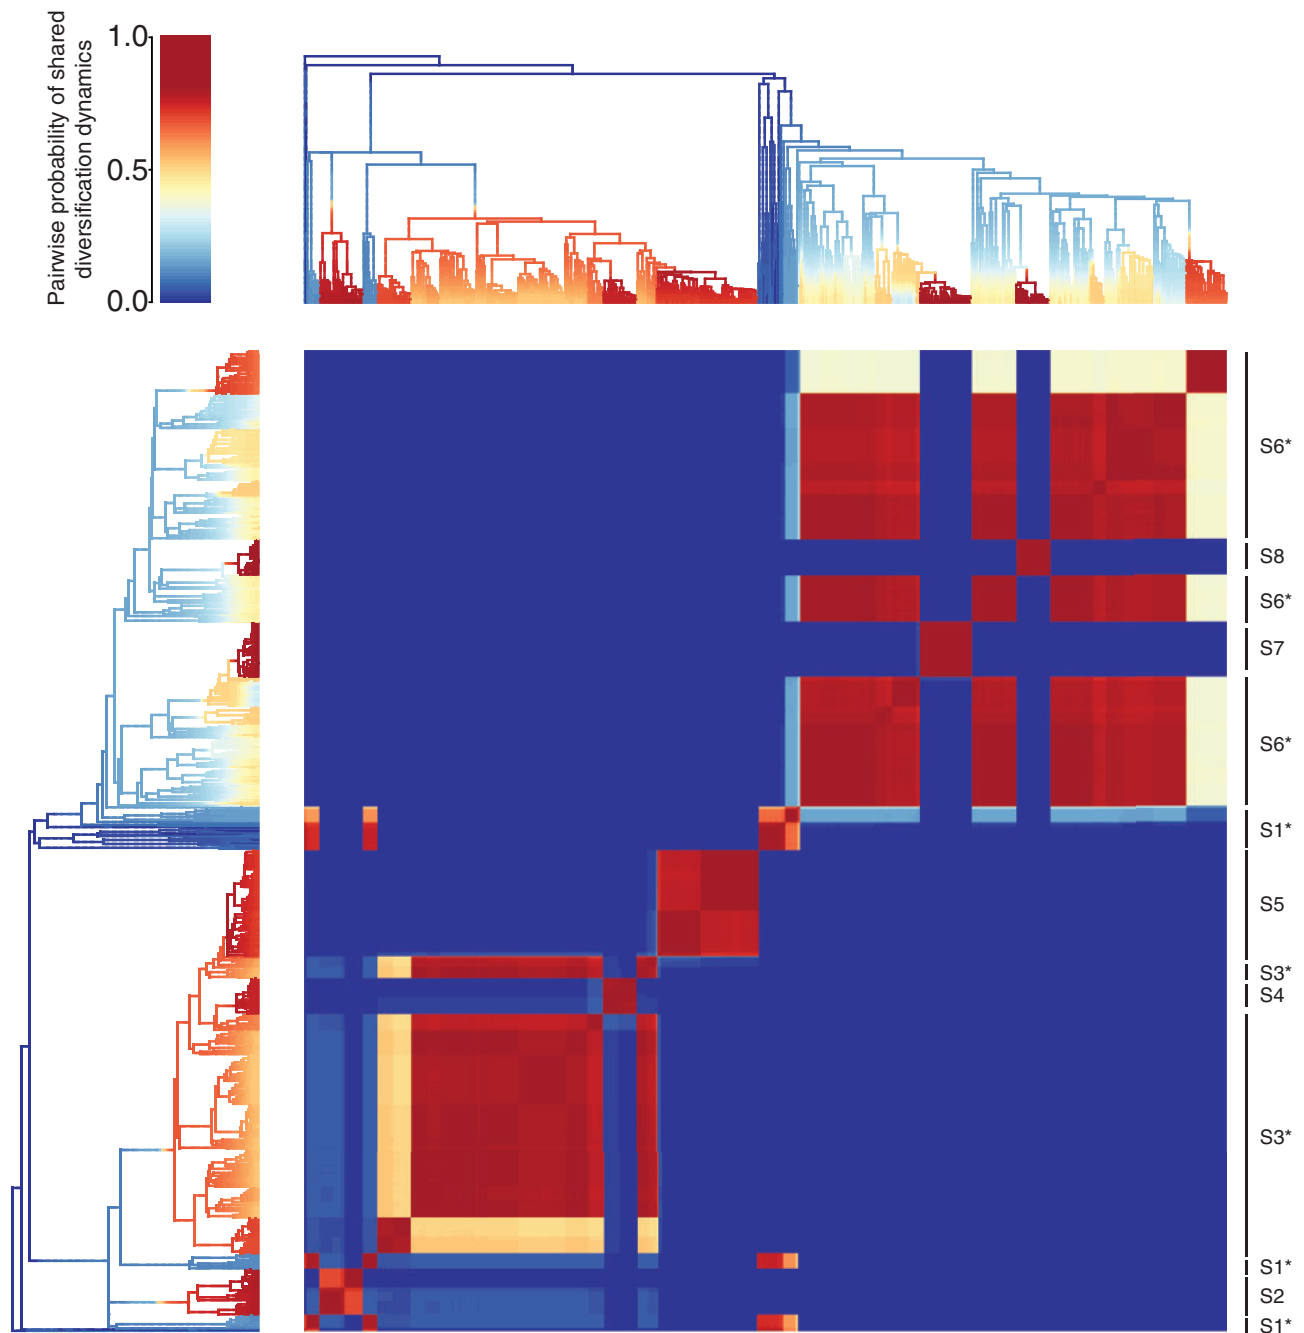 Pairwise probability of shared
diversification dynamics
1.0
0.5
0.0
S6*
S8
S6*
S7
S6*
S1*
S5
S3*
S4
S3*
S1*
S2
S1*